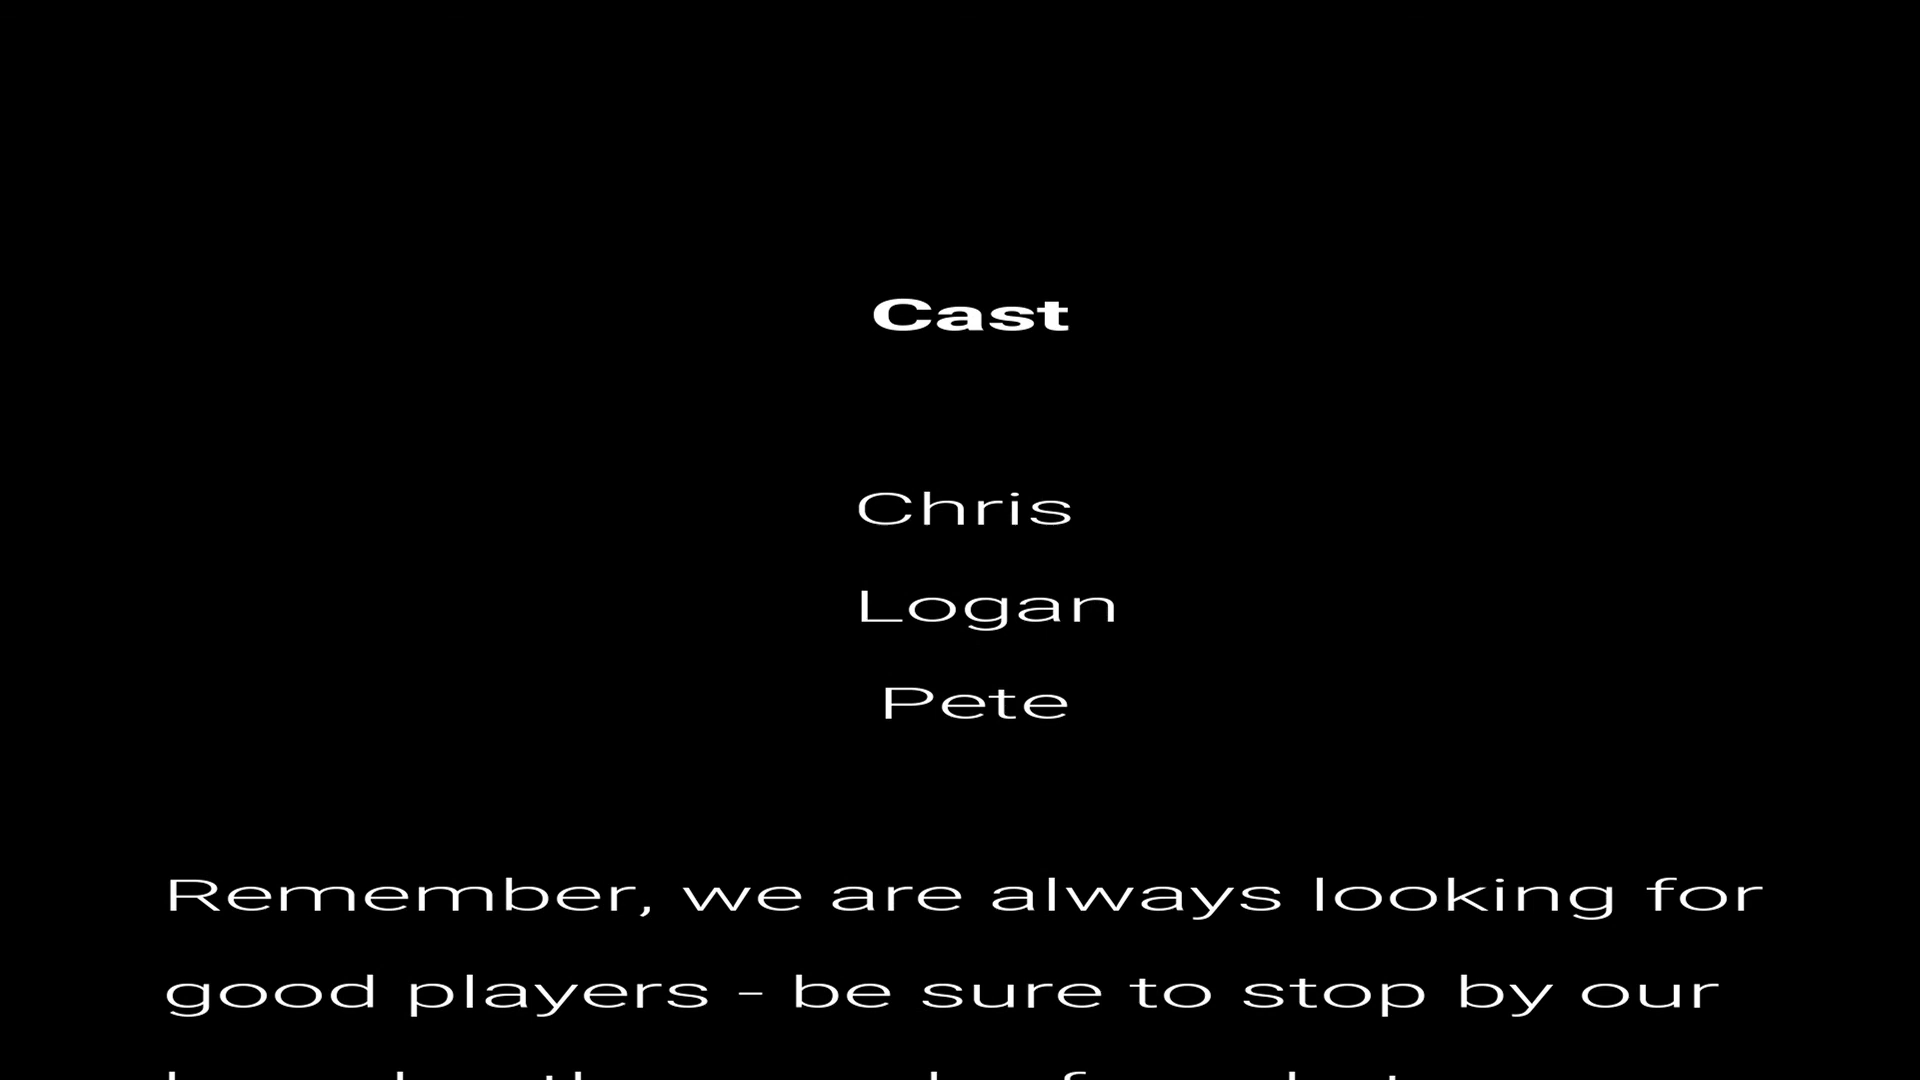 Cast
Chris
Logan
Pete
Remember, we are always looking for
good players - be sure to stop by our